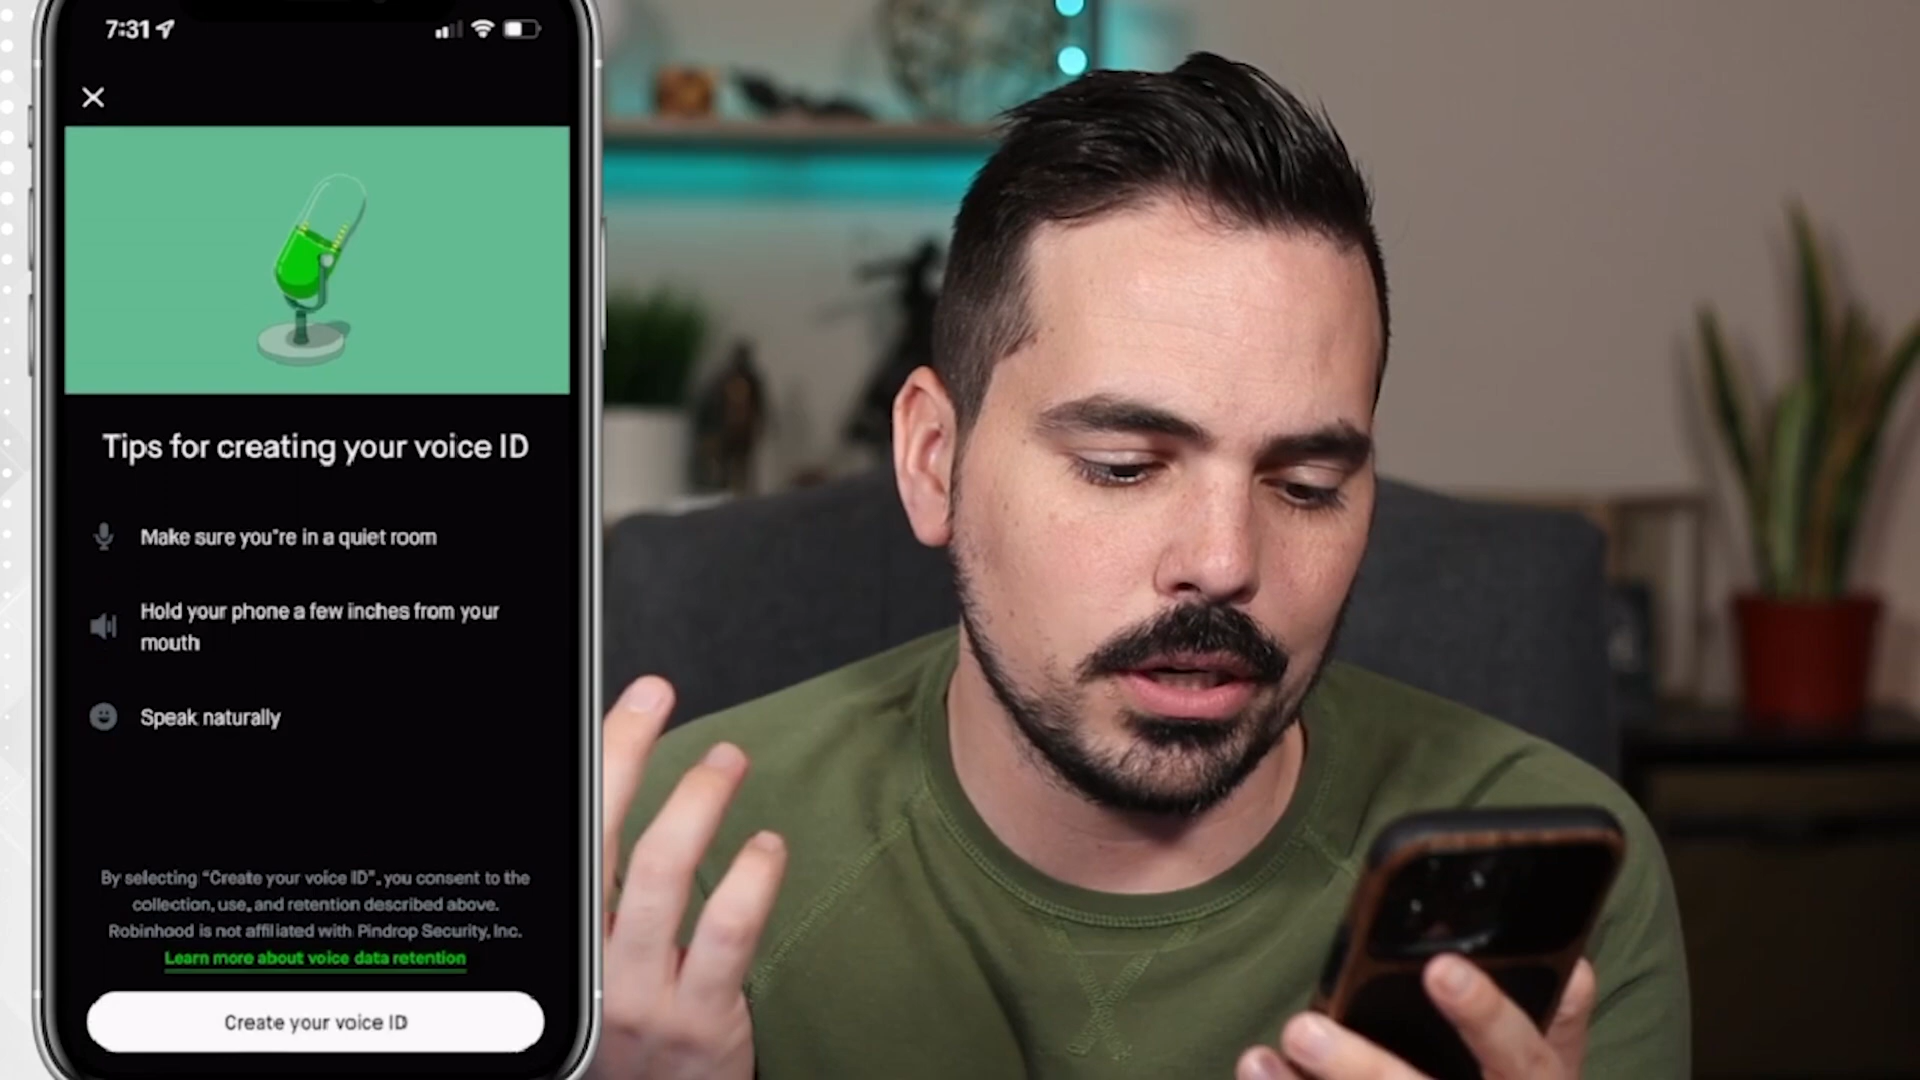 7:31
Tips for creating your voice ID
Make sure you"re in a quiet room
Hold your phone a few inches from your
mouth
Speak naturally
By selecting “Create your voice ID”, you consent to the
collection, use, and retention described above.
Robinhood is not affiliated with Pindrop Security, Inc.
Learn more about voice data retention
Create your voice ID